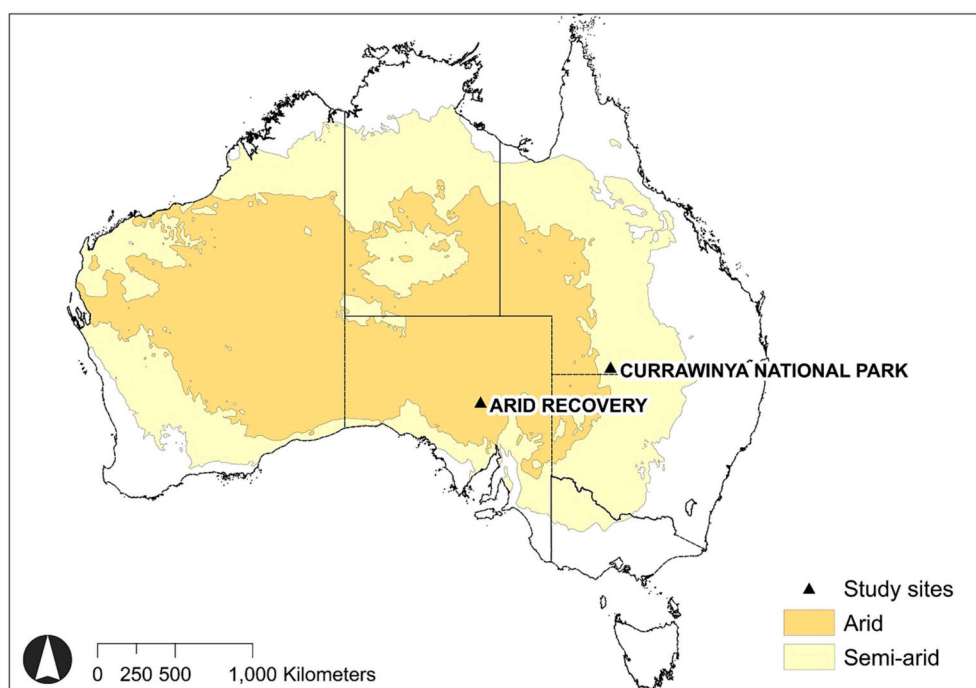 CURRAWINYA NATIONAL PARK
ARID RECOVERY
Study sites
Arid
Semi-arid
0 250 500 1,000 Kilometers